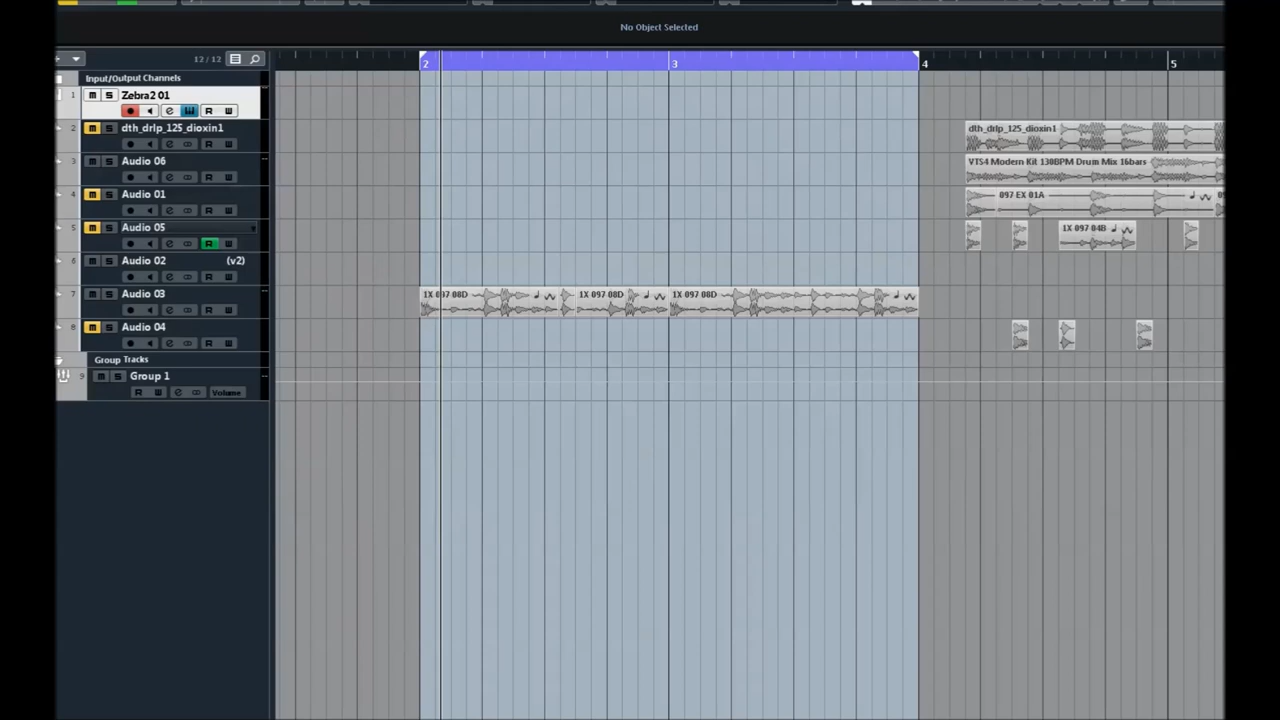 No Object Selected
12 / 12
2 3 4 5
Input/Output Channels
1 m S Zebra2 01
e R W
2 m S dth_drlp_125_dioxin1
e R W
3 m S Audio 06
e R W
4 m S Audio 01
e R W
5 m S Audio 05
e R W
6 m S Audio 02 (v2)
e R W
7 m S Audio 03
e R W
8 m S Audio 04
e R W
Group Tracks
9 m S Group 1
R W e Volume
dth_drlp_125_dioxin1
VTS4 Modern Kit 130BPM Drum Mix 16bars
097 EX 01A
1X 097 04B
1X 097 08D 1X 097 08D 1X 097 08D